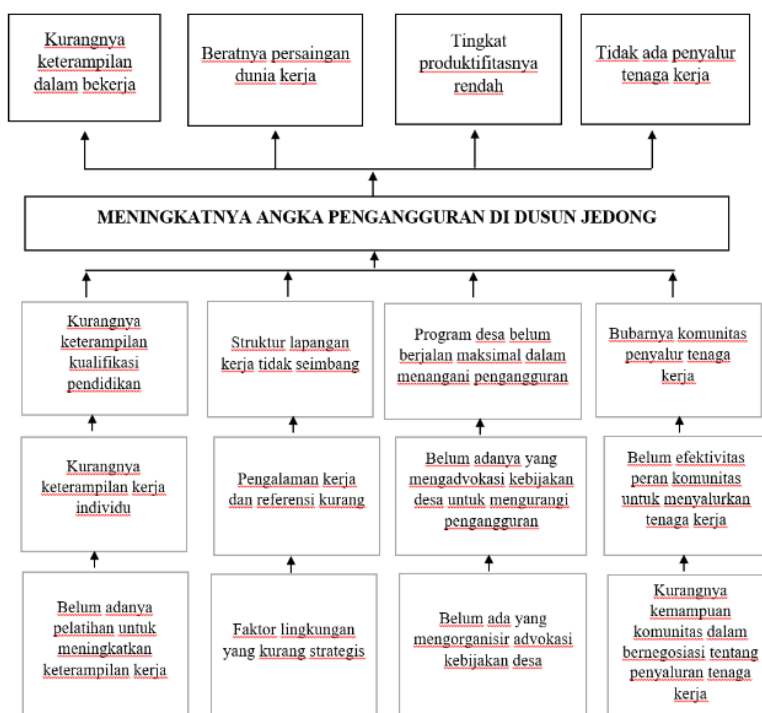 Kurangnya
keterampilan
dalam bekerja
Beratnya persaingan
dunia kerja
Tingkat
produktifitasnya
rendah
Tidak ada penyalur
tenaga kerja
MENINGKATNYA ANGKA PENGANGGURAN DI DUSUN JEDONG
Kurangnya
keterampilan
kualifikasi
pendidikan
Struktur lapangan
kerja tidak seimbang
Program desa belum
berjalan maksimal dalam
menangani pengangguran
Bubarnya komunitas
penyalur tenaga
kerja
Kurangnya
keterampilan kerja
individu
Pengalaman kerja
dan referensi kurang
Belum adanya yang
mengadvokasi kebijakan
desa untuk mengurangi
pengangguran
Belum efektivitas
peran komunitas
untuk menyalurkan
tenaga kerja
Belum adanya
pelatihan untuk
meningkatkan
keterampilan kerja
Faktor lingkungan
yang kurang strategis
Belum ada yang
mengorganisir advokasi
kebijakan desa
Kurangnya
kemampuan
komunitas dalam
bernegosiasi tentang
penyaluran tenaga
kerja